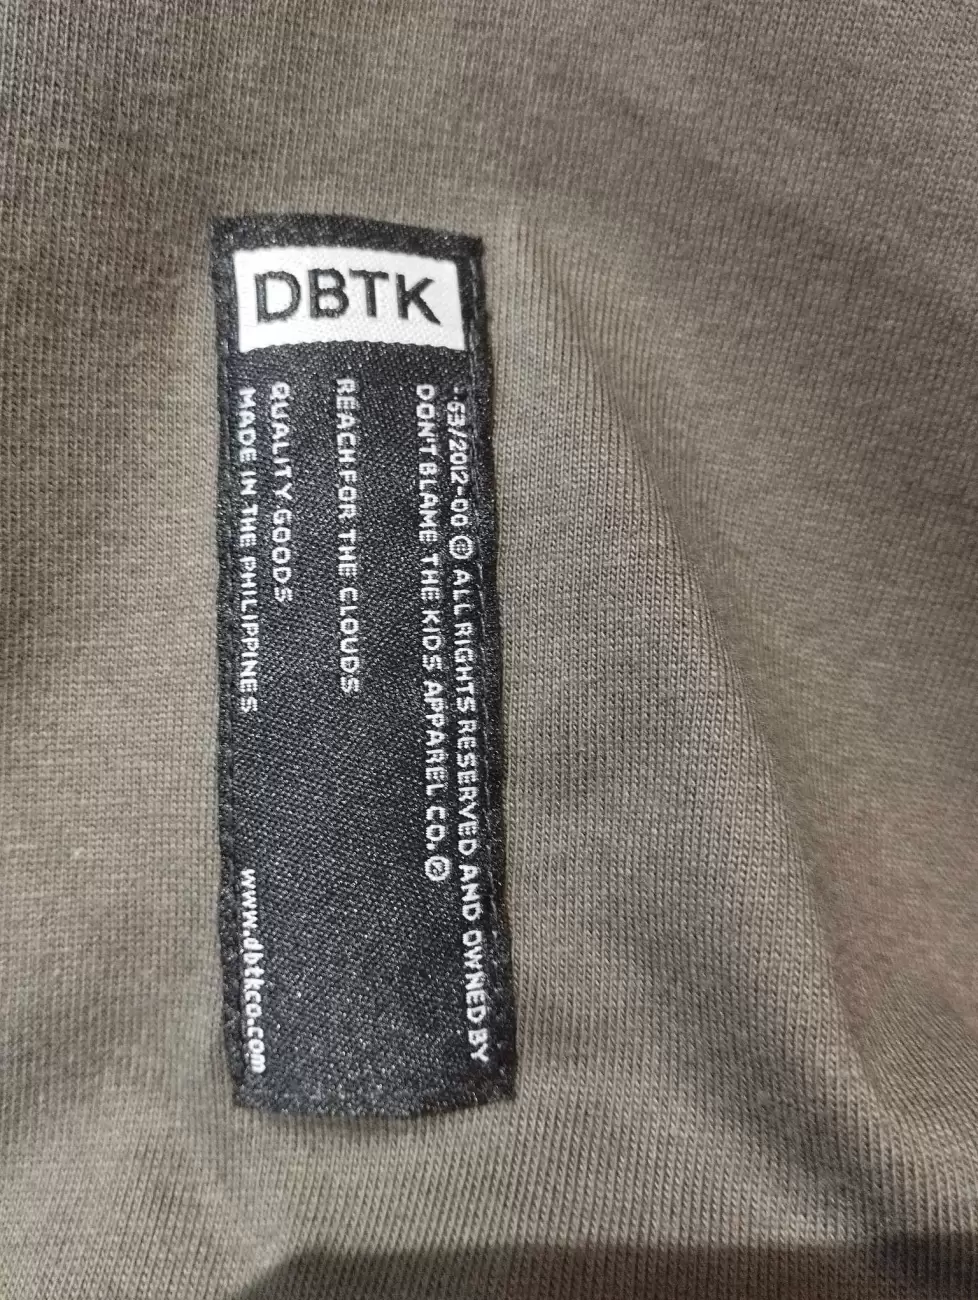 DBTK
·63/2012-00 © ALL RIGHTS RESERVED AND OWNED BY
DON'T BLAME THE KIDS APPAREL CO.®
REACH FOR THE CLOUDS
QUALITY GOODS
MADE IN THE PHILIPPINES
www.dbtkco.com